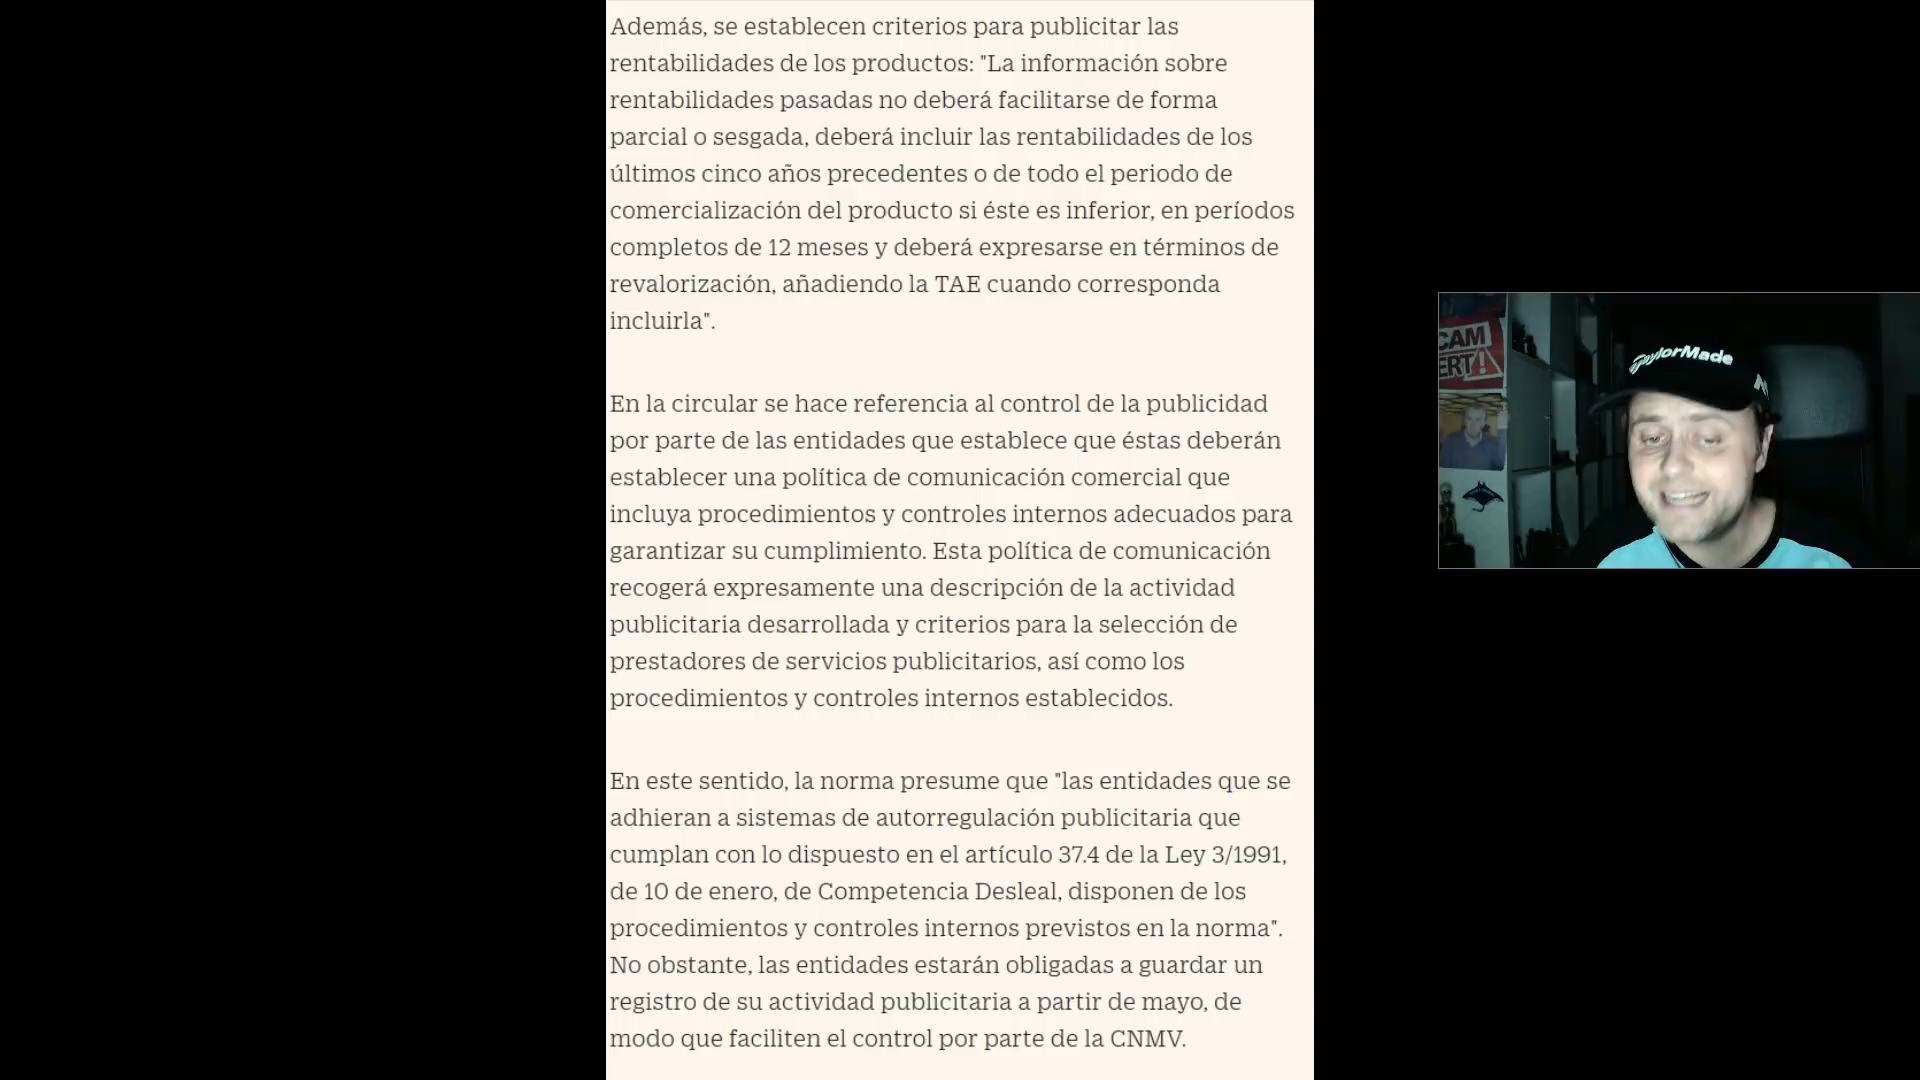 Además, se establecen criterios para publicitar las
rentabilidades de los productos: "La información sobre
rentabilidades pasadas no deberá facilitarse de forma
parcial o sesgada, deberá incluir las rentabilidades de los
últimos cinco años precedentes o de todo el periodo de
comercialización del producto si éste es inferior, en períodos
completos de 12 meses y deberá expresarse en términos de
revalorización, añadiendo la TAE cuando corresponda
incluirla".
En la circular se hace referencia al control de la publicidad
por parte de las entidades que establece que éstas deberán
establecer una política de comunicación comercial que
incluya procedimientos y controles internos adecuados para
garantizar su cumplimiento. Esta política de comunicación
recogerá expresamente una descripción de la actividad
publicitaria desarrollada y criterios para la selección de
prestadores de servicios publicitarios, así como los
procedimientos y controles internos establecidos.
En este sentido, la norma presume que "las entidades que se
adhieran a sistemas de autorregulación publicitaria que
cumplan con lo dispuesto en el artículo 37.4 de la Ley 3/1991,
de 10 de enero, de Competencia Desleal, disponen de los
procedimientos y controles internos previstos en la norma".
No obstante, las entidades estarán obligadas a guardar un
registro de su actividad publicitaria a partir de mayo, de
modo que faciliten el control por parte de la CNMV.
CAM
ERT!
TaylorMade